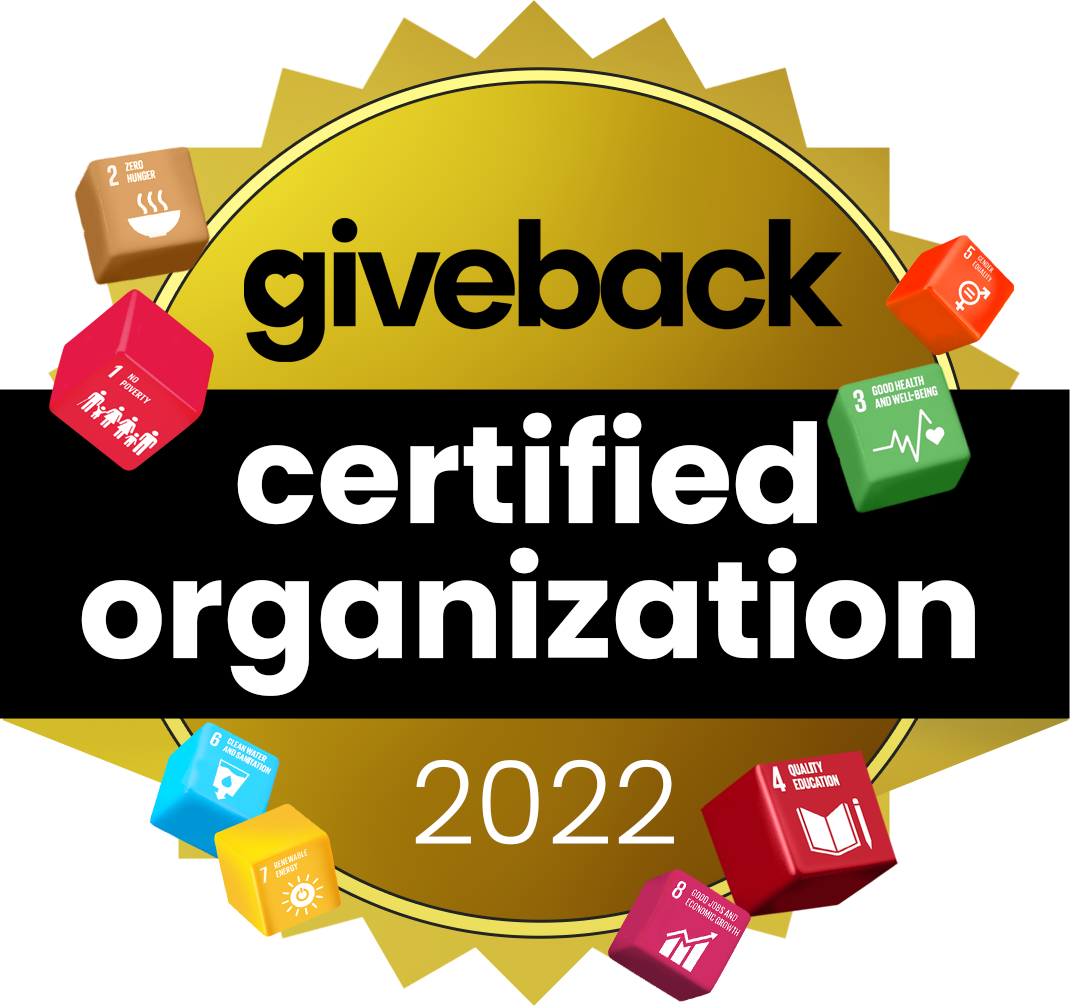 2 ZERO
HUNGER
giveback
5 GENDER
EQUALITY
1 NO
POVERTY
3 GOOD HEALTH
AND WELL-BEING
certified
organization
6 CLEAN WATER
AND SANITATION
2022
4 QUALITY
EDUCATION
7 RENEWABLE
ENERGY
8 GOOD JOBS AND
ECONOMIC GROWTH